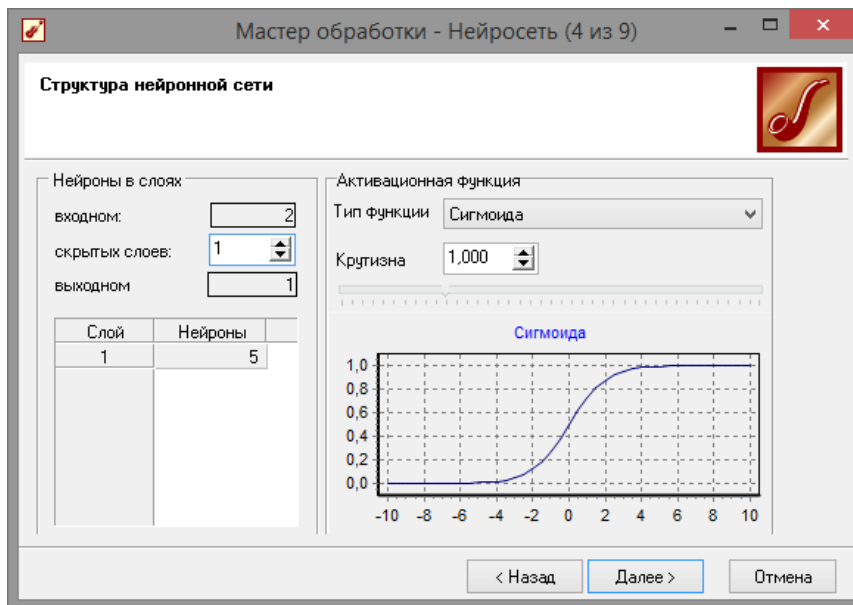 Мастер обработки - Нейросеть (4 из 9)
Структура нейронной сети
Нейроны в слоях
входном: 2
скрытых слоев: 1
выходном 1
Слой Нейроны
1 5
Активационная функция
Тип функции Сигмоида
Крутизна 1,000
Сигмоида
1,0
0,8
0,6
0,4
0,2
0,0
-10 -8 -6 -4 -2 0 2 4 6 8 10
< Назад Далее > Отмена